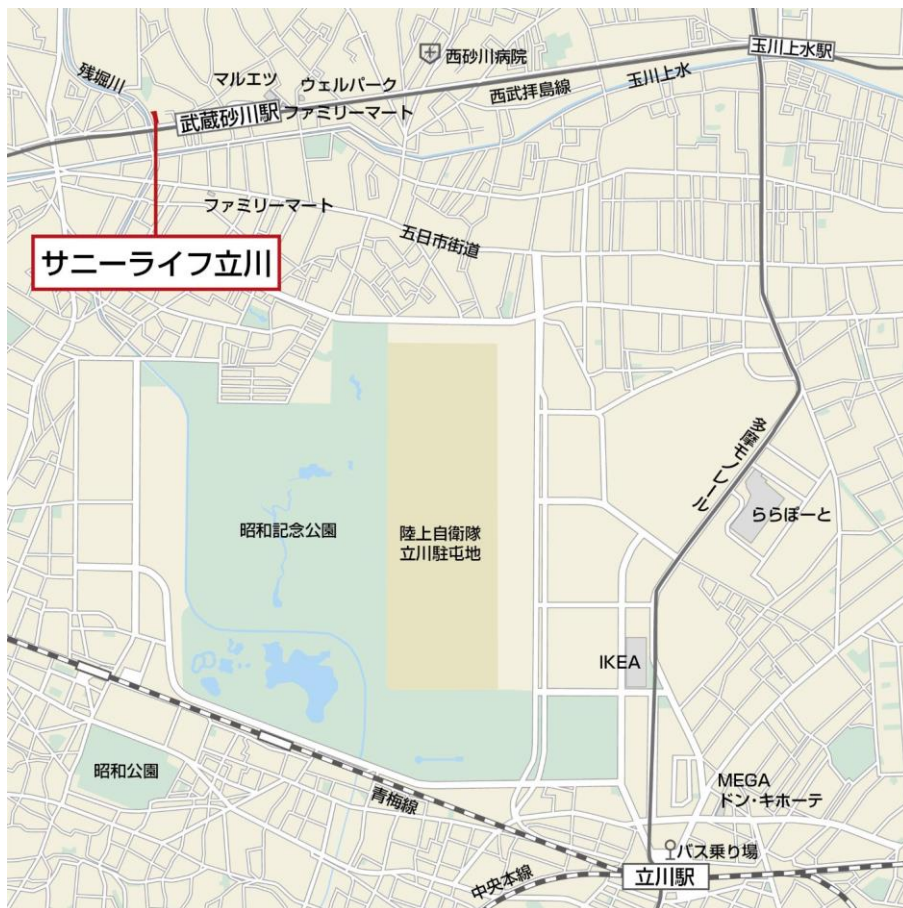 玉川上水駅
西砂川病院
残堀川
マルエツ
ウェルパーク
玉川上水
西武拝島線
武蔵砂川駅
ファミリーマート
ファミリーマート
五日市街道
サニーライフ立川
多摩モノレール
ららぽーと
昭和記念公園
陸上自衛隊
立川駐屯地
IKEA
昭和公園
MEGA
ドン・キホーテ
青梅線
バス乗り場
立川駅
中央本線